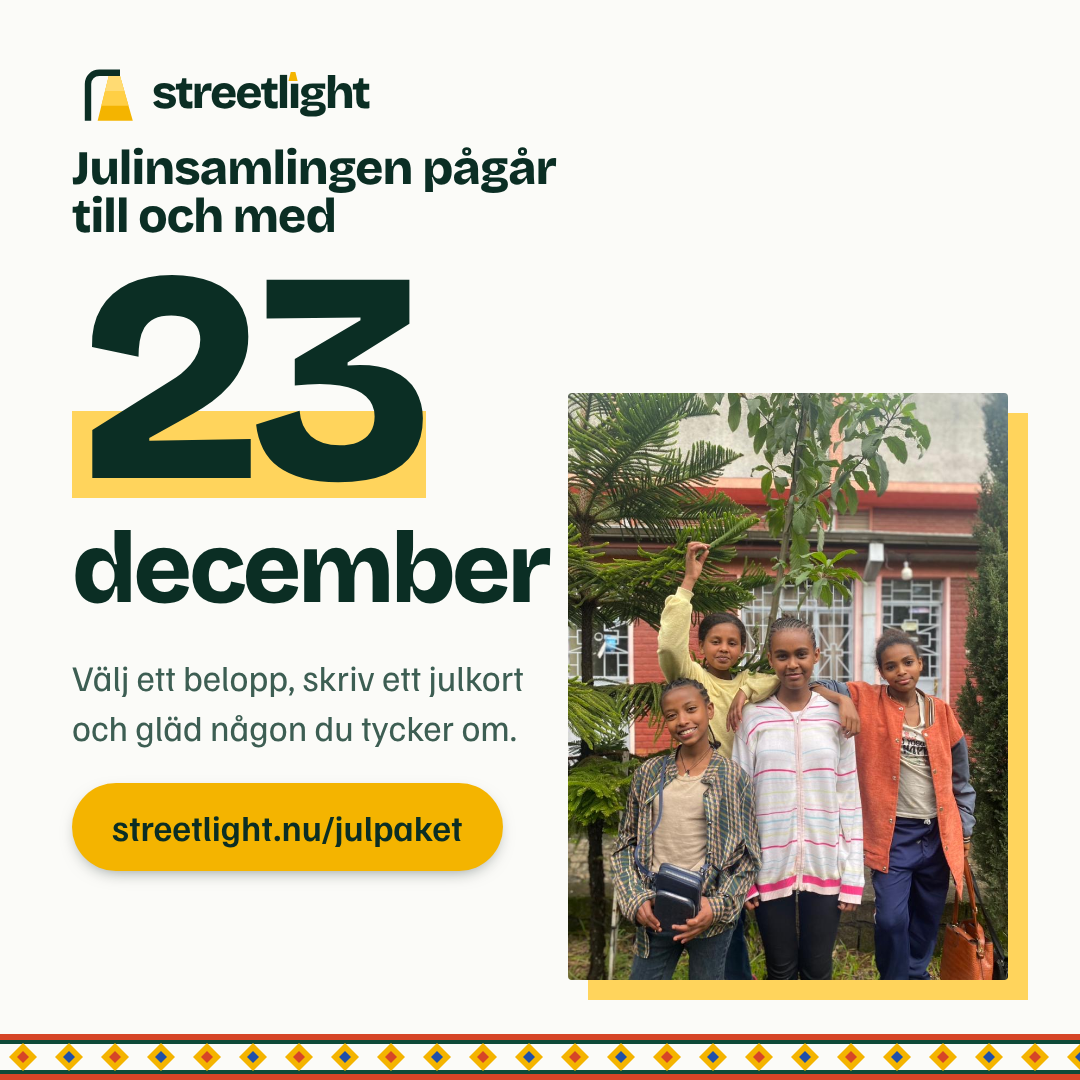 streetlight
Julinsamlingen pågår
till och med
23
december
Välj ett belopp, skriv ett julkort
och gläd någon du tycker om.
streetlight.nu/julpaket